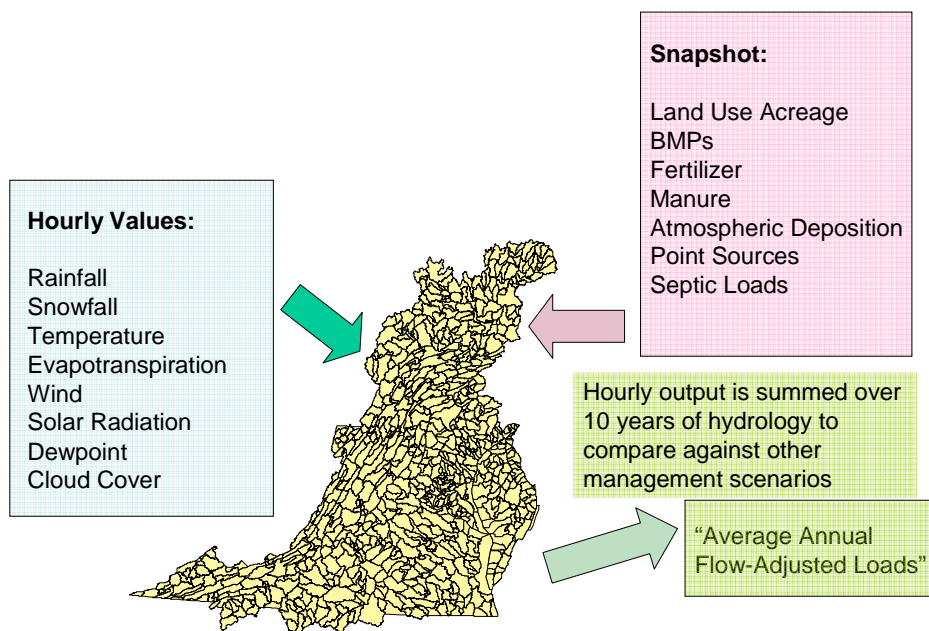 Snapshot:
Land Use Acreage
BMPs
Fertilizer
Manure
Atmospheric Deposition
Point Sources
Septic Loads
Hourly Values:
Rainfall
Snowfall
Temperature
Evapotranspiration
Wind
Solar Radiation
Dewpoint
Cloud Cover
Hourly output is summed over
10 years of hydrology to
compare against other
management scenarios
“Average Annual
Flow-Adjusted Loads”